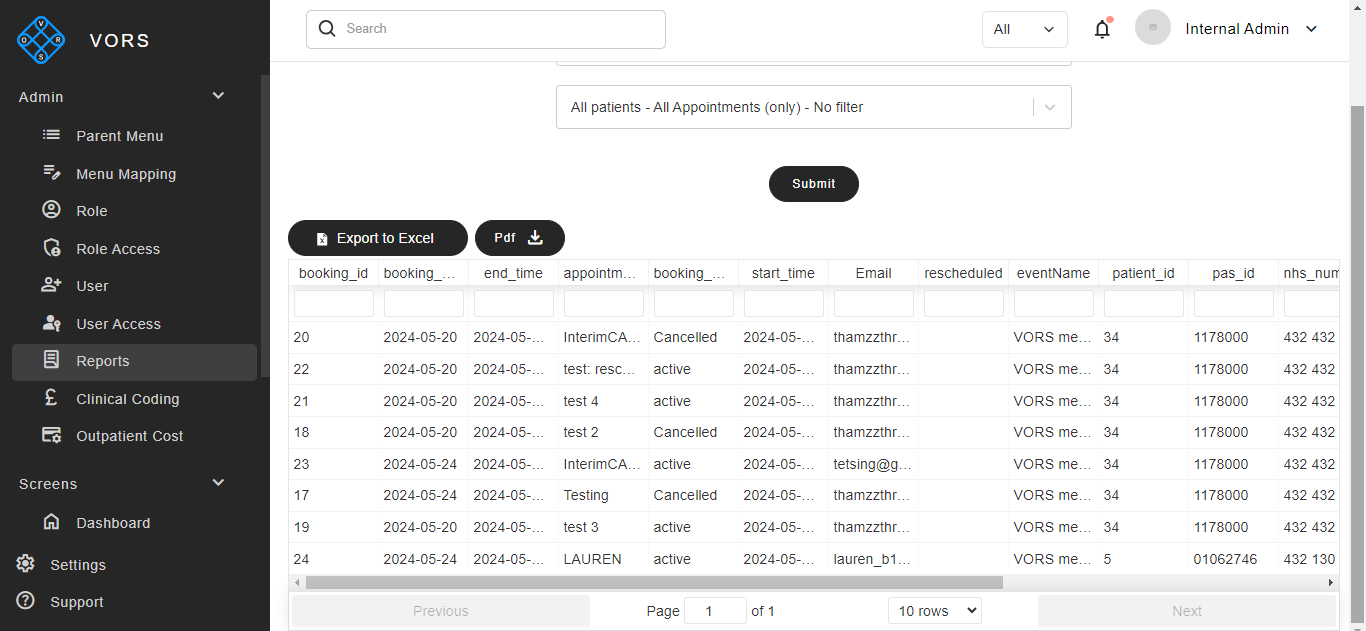 V
O R
S
VORS
Search
All
Internal Admin
Admin
Parent Menu
Menu Mapping
Role
Role Access
User
User Access
Reports
Clinical Coding
Outpatient Cost
Screens
Dashboard
Settings
Support
All patients - All Appointments (only) - No filter
Submit
Export to Excel Pdf
booking_id booking_... end_time appointm... booking_... start_time Email rescheduled eventName patient_id pas_id nhs_num
20 2024-05-20 2024-05-... InterimCA... Cancelled 2024-05-... thamzzthr... VORS me... 34 1178000 432 432
22 2024-05-20 2024-05-... test: resc... active 2024-05-... thamzzthr... VORS me... 34 1178000 432 432
21 2024-05-20 2024-05-... test 4 active 2024-05-... thamzzthr... VORS me... 34 1178000 432 432
18 2024-05-20 2024-05-... test 2 Cancelled 2024-05-... thamzzthr... VORS me... 34 1178000 432 432
23 2024-05-24 2024-05-... InterimCA... active 2024-05-... tetsing@g... VORS me... 34 1178000 432 432
17 2024-05-24 2024-05-... Testing Cancelled 2024-05-... thamzzthr... VORS me... 34 1178000 432 432
19 2024-05-20 2024-05-... test 3 active 2024-05-... thamzzthr... VORS me... 34 1178000 432 432
24 2024-05-24 2024-05-... LAUREN active 2024-05-... lauren_b1... VORS me... 5 01062746 432 130
Previous Page 1 of 1 10 rows Next